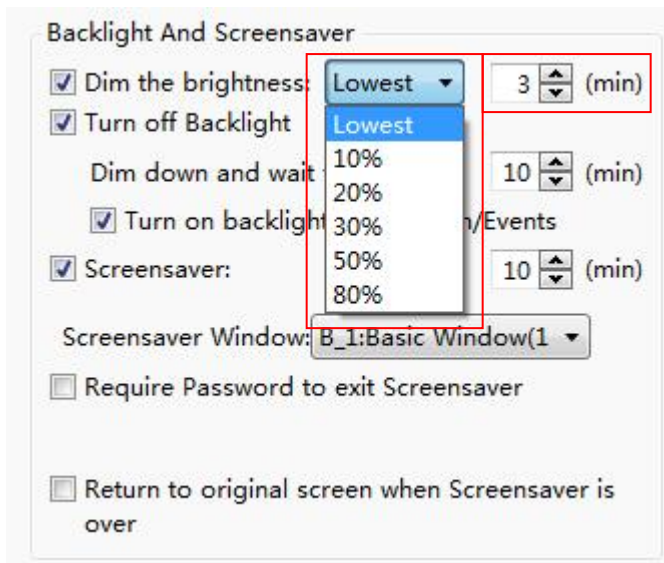 Backlight And Screensaver
Dim the brightness: Lowest 3 (min)
Turn off Backlight
Lowest
10%
Dim down and wait 10 (min)
20%
Turn on backlight /Events
30%
50%
Screensaver: 10 (min)
80%
Screensaver Window: B_1:Basic Window(1
Require Password to exit Screensaver
Return to original screen when Screensaver is
over